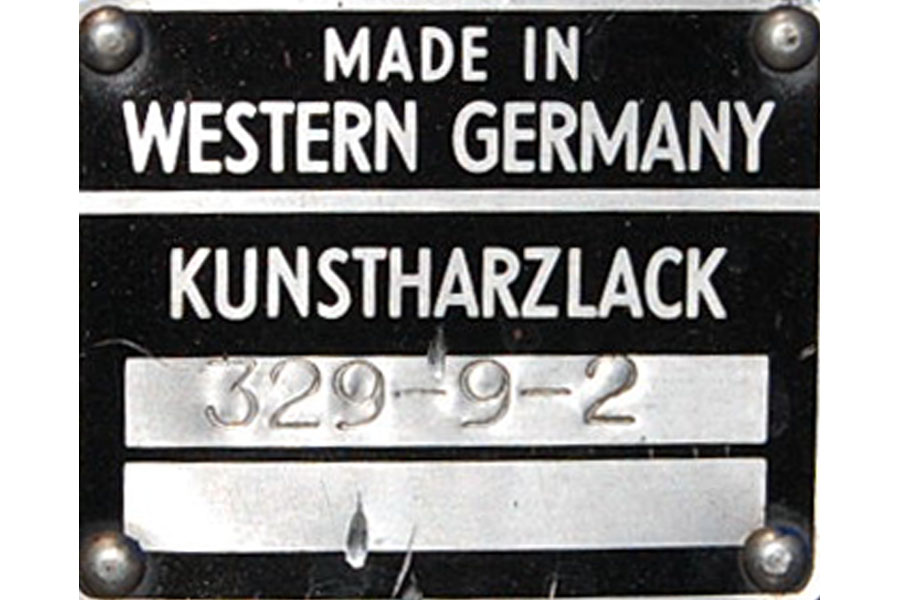 MADE IN
WESTERN GERMANY
KUNSTHARZLACK
329-9-2